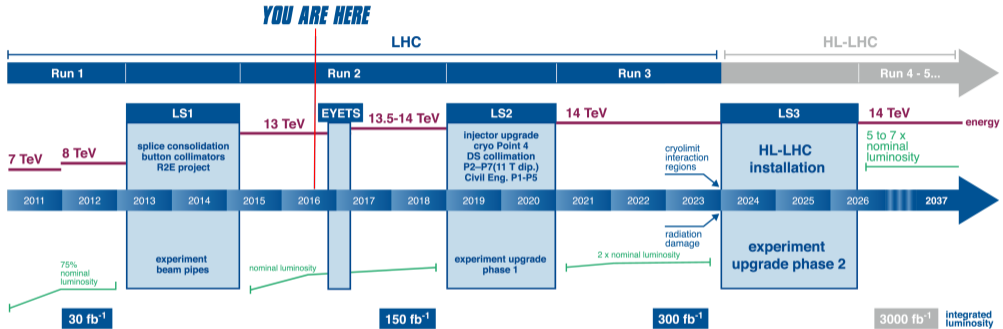 YOU ARE HERE
LHC
HL-LHC
Run 1
Run 2
Run 3
Run 4 - 5...
LS1
EYETS
LS2
LS3
7 TeV
8 TeV
13 TeV
13.5-14 TeV
14 TeV
14 TeV
energy
splice consolidation
button collimators
R2E project
injector upgrade
cryo Point 4
DS collimation
P2-P7(11 T dip.)
Civil Eng. P1-P5
cryolimit
interaction
regions
HL-LHC
installation
5 to 7 x
nominal
luminosity
2011
2012
2013
2014
2015
2016
2017
2018
2019
2020
2021
2022
2023
2024
2025
2026
2037
radiation
damage
75%
nominal
luminosity
experiment
beam pipes
nominal luminosity
experiment upgrade
phase 1
2 x nominal luminosity
experiment
upgrade phase 2
30 fb⁻¹
150 fb⁻¹
300 fb⁻¹
3000 fb⁻¹
integrated
luminosity